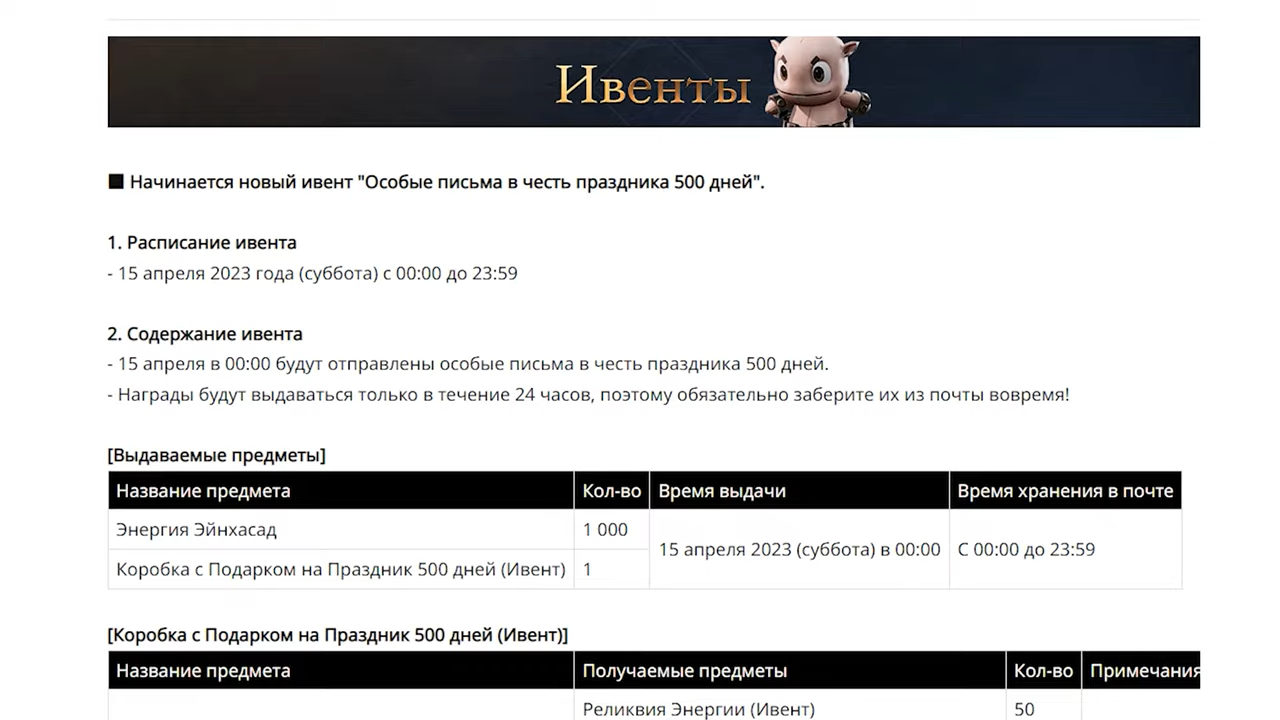 Ивенты
■ Начинается новый ивент "Особые письма в честь праздника 500 дней".
1. Расписание ивента
- 15 апреля 2023 года (суббота) с 00:00 до 23:59
2. Содержание ивента
- 15 апреля в 00:00 будут отправлены особые письма в честь праздника 500 дней.
- Награды будут выдаваться только в течение 24 часов, поэтому обязательно заберите их из почты вовремя!
[Выдаваемые предметы]
Название предмета Кол-во Время выдачи Время хранения в почте
Энергия Эйнхасад 1 000
15 апреля 2023 (суббота) в 00:00 С 00:00 до 23:59
Коробка с Подарком на Праздник 500 дней (Ивент) 1
[Коробка с Подарком на Праздник 500 дней (Ивент)]
Название предмета Получаемые предметы Кол-во Примечания
Реликвия Энергии (Ивент) 50